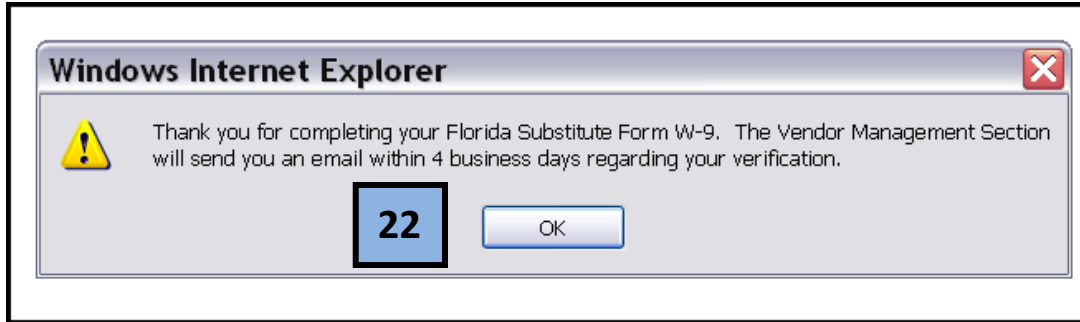 Windows Internet Explorer
Thank you for completing your Florida Substitute Form W-9. The Vendor Management Section
will send you an email within 4 business days regarding your verification.
22
OK